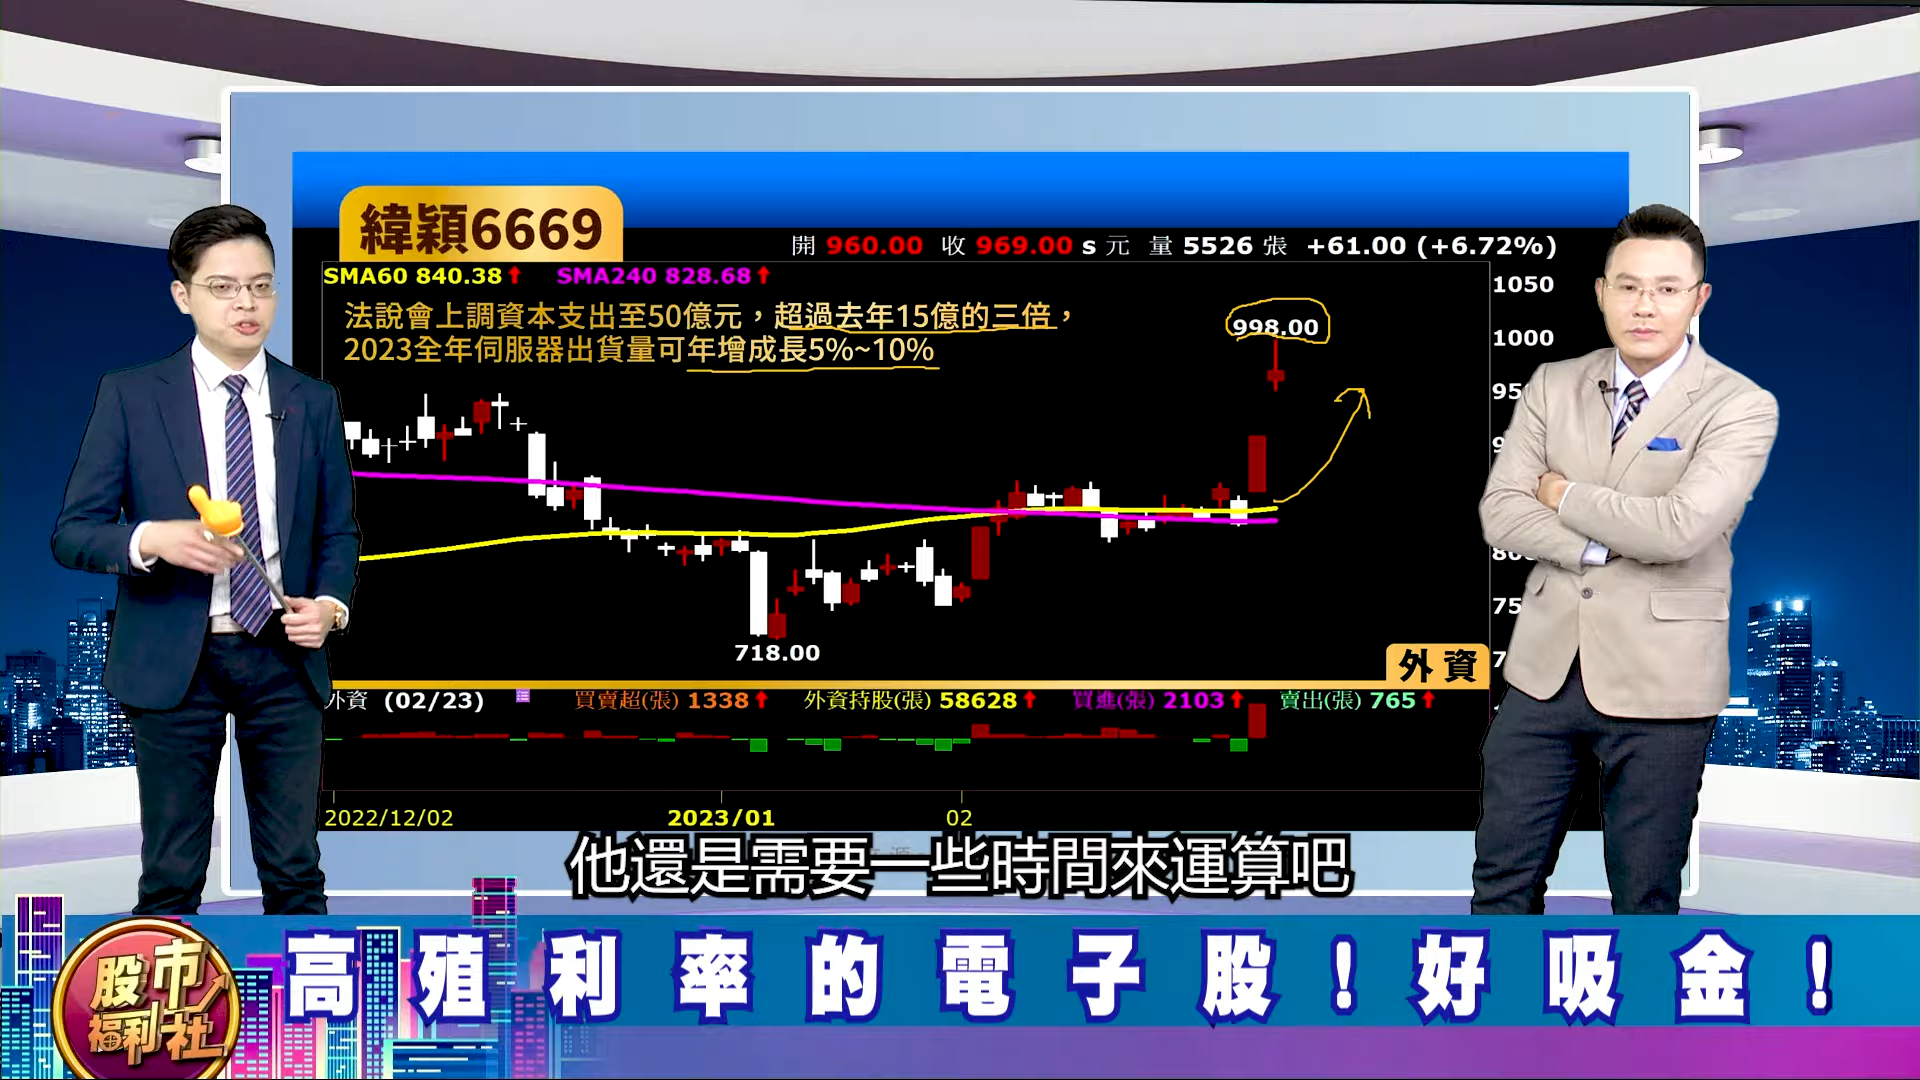 緯穎6669
開 960.00 收 969.00 s 元 量 5526 張 +61.00 (+6.72%)
SMA60 840.38↑ SMA240 828.68↑
法說會上調資本支出至50億元，超過去年15億的三倍，
2023全年伺服器出貨量可年增成長5%~10%
998.00
1050
1000
718.00
外資
外資 (02/23) 買賣超(張) 1338↑ 外資持股(張) 58628↑ 買進(張) 2103↑ 賣出(張) 765↑
2022/12/02 2023/01 02
他還是需要一些時間來運算吧
高殖利率的電子股！好吸金！
股市
福利社